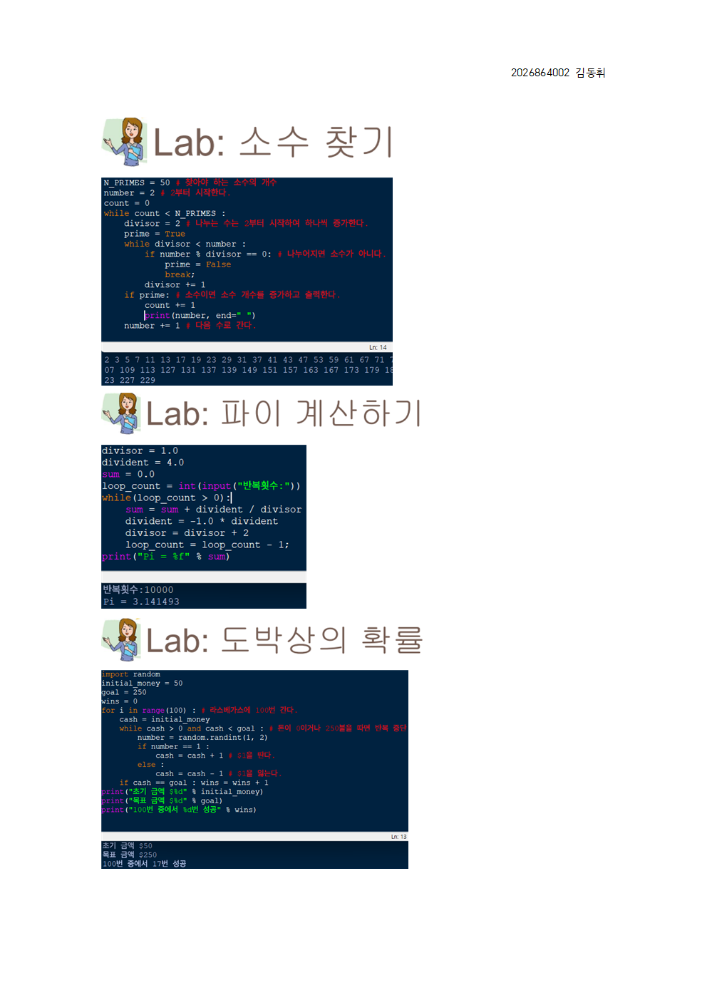 2026864002 김동휘
Lab: 소수 찾기
N_PRIMES = 50 # 찾아야 하는 소수의 개수
number = 2 # 2부터 시작한다.
count = 0
while count < N_PRIMES :
    divisor = 2 # 나누는 수는 2부터 시작하여 하나씩 증가한다.
    prime = True
    while divisor < number :
        if number % divisor == 0: # 나누어지면 소수가 아니다.
            prime = False
            break;
        divisor += 1
    if prime: # 소수이면 소수 개수를 증가하고 출력한다.
        count += 1
        print(number, end=" ")
    number += 1 # 다음 수로 간다.
Ln: 14
2 3 5 7 11 13 17 19 23 29 31 37 41 43 47 53 59 61 67 71
07 109 113 127 131 137 139 149 151 157 163 167 173 179
23 227 229
Lab: 파이 계산하기
divisor = 1.0
divident = 4.0
sum = 0.0
loop_count = int(input("반복횟수:"))
while(loop_count > 0):
    sum = sum + divident / divisor
    divident = -1.0 * divident
    divisor = divisor + 2
    loop_count = loop_count - 1;
print("Pi = %f" % sum)
반복횟수:10000
Pi = 3.141493
Lab: 도박상의 확률
import random
initial_money = 50
goal = 250
wins = 0
for i in range(100) : # 라스베가스에 100번 간다.
    cash = initial_money
    while cash > 0 and cash < goal : # 돈이 0이거나 250불을 따면 반복 중단
        number = random.randint(1, 2)
        if number == 1 :
            cash = cash + 1 # $1을 딴다.
        else :
            cash = cash - 1 # $1을 잃는다.
    if cash == goal : wins = wins + 1
print("초기 금액 $%d" % initial_money)
print("목표 금액 $%d" % goal)
print("100번 중에서 %d번 성공" % wins)
Ln: 13
초기 금액 $50
목표 금액 $250
100번 중에서 17번 성공